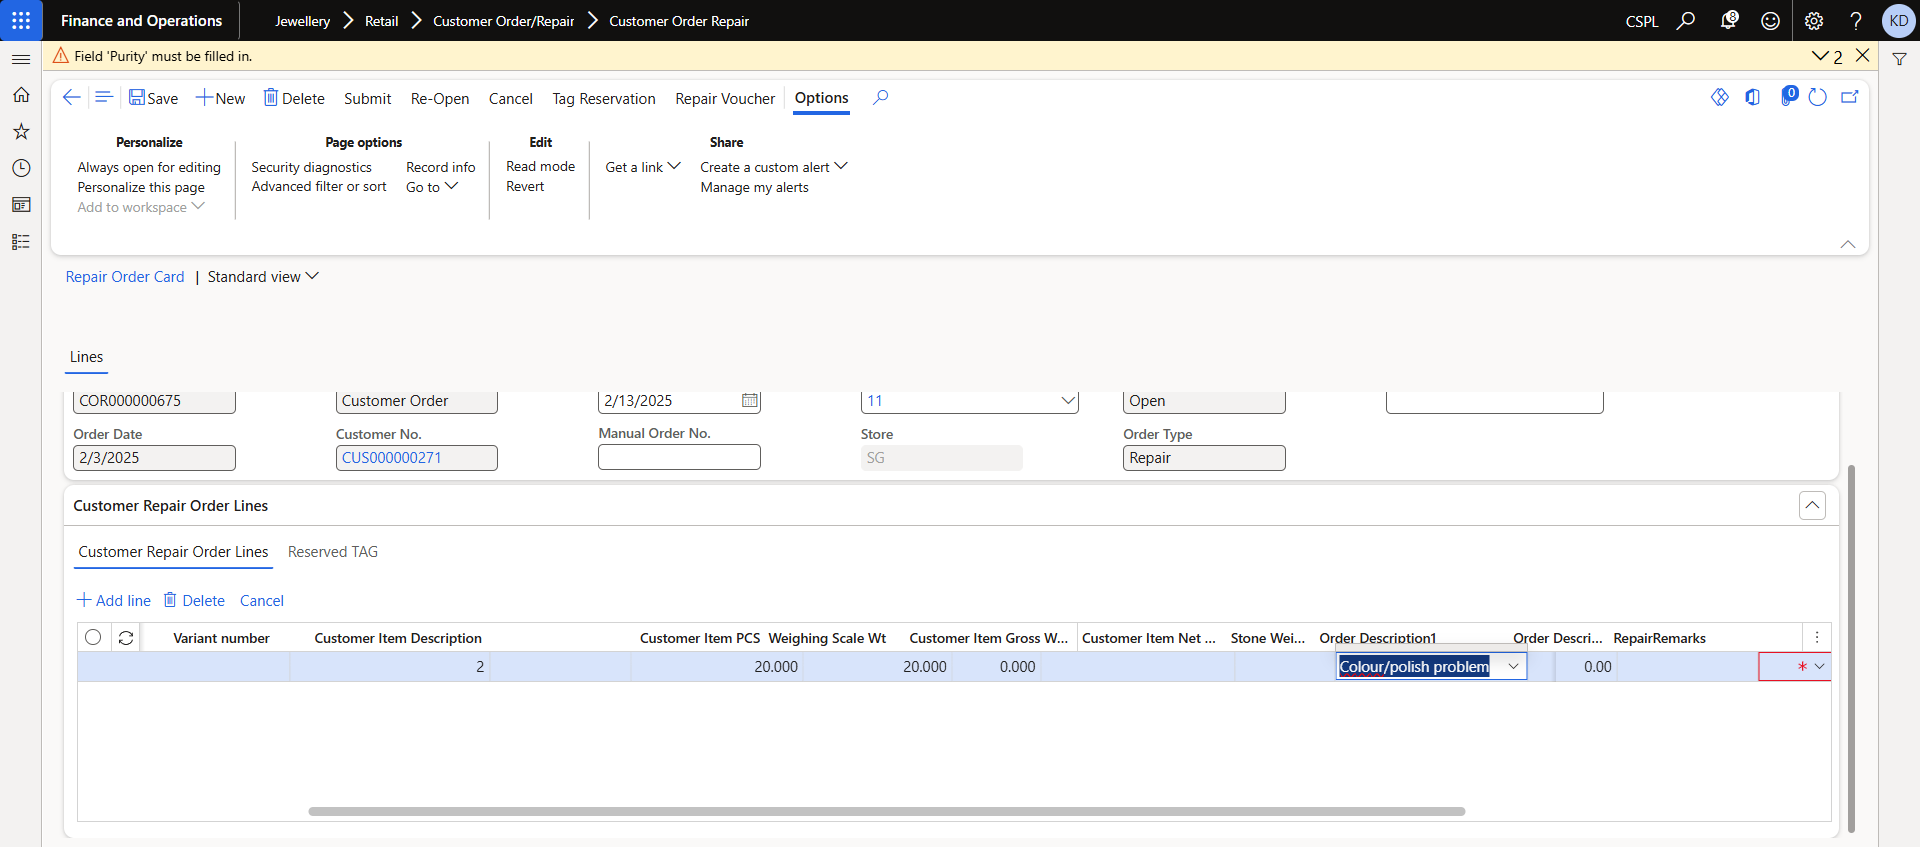 Finance and Operations
Jewellery Retail Customer Order/Repair Customer Order Repair
CSPL 8 ? KD
Field 'Purity' must be filled in.
2
Save New Delete Submit Re-Open Cancel Tag Reservation Repair Voucher Options
0
Personalize
Always open for editing
Personalize this page
Add to workspace
Page options
Security diagnostics Record info
Advanced filter or sort Go to
Edit
Read mode
Revert
Share
Get a link Create a custom alert
Manage my alerts
Repair Order Card | Standard view
Lines
COR000000675 Customer Order 2/13/2025 11 Open
Order Date Customer No. Manual Order No. Store Order Type
2/3/2025 CUS000000271 SG Repair
Customer Repair Order Lines
Customer Repair Order Lines Reserved TAG
Add line Delete Cancel
Variant number Customer Item Description Customer Item PCS Weighing Scale Wt Customer Item Gross W... Customer Item Net ... Stone Wei... Order Description1 Order Descri... RepairRemarks
2 20.000 20.000 0.000 Colour/polish problem 0.00 *